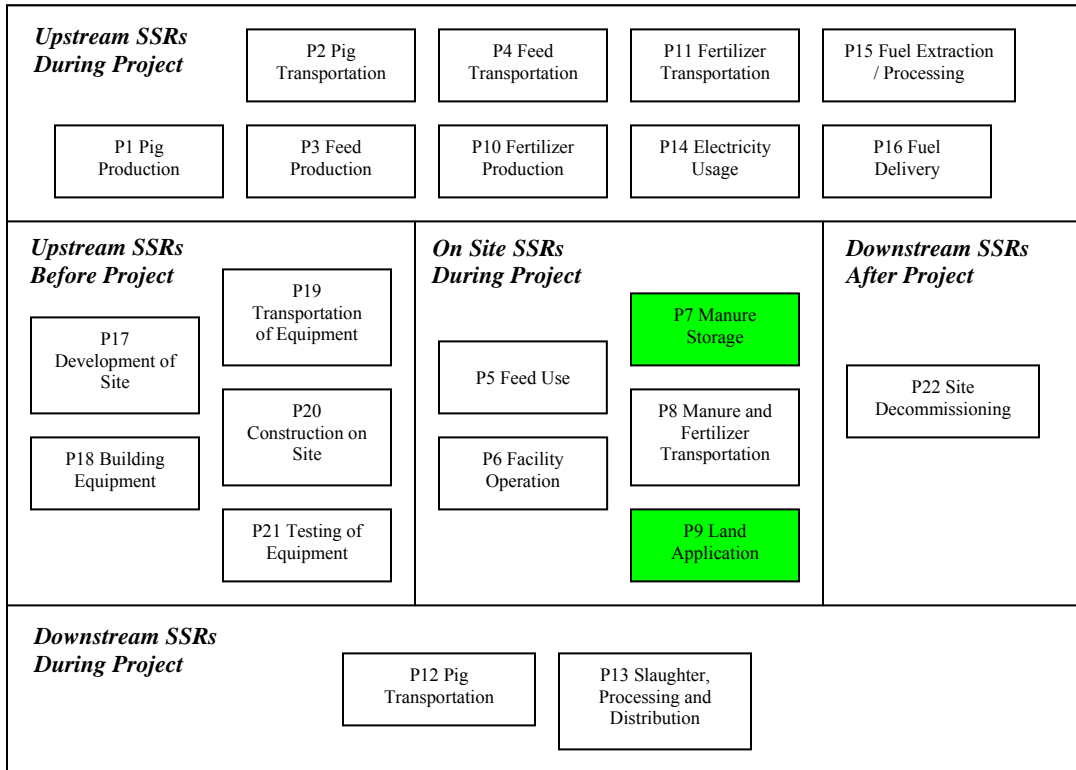 Upstream SSRs
During Project
P2 Pig
Transportation
P4 Feed
Transportation
P11 Fertilizer
Transportation
P15 Fuel Extraction
/ Processing
P1 Pig
Production
P3 Feed
Production
P10 Fertilizer
Production
P14 Electricity
Usage
P16 Fuel
Delivery
Upstream SSRs
Before Project
P19
Transportation
of Equipment
P17
Development of
Site
P20
Construction on
Site
P18 Building
Equipment
P21 Testing of
Equipment
On Site SSRs
During Project
P7 Manure
Storage
P5 Feed Use
P8 Manure and
Fertilizer
Transportation
P6 Facility
Operation
P9 Land
Application
Downstream SSRs
After Project
P22 Site
Decommissioning
Downstream SSRs
During Project
P12 Pig
Transportation
P13 Slaughter,
Processing and
Distribution